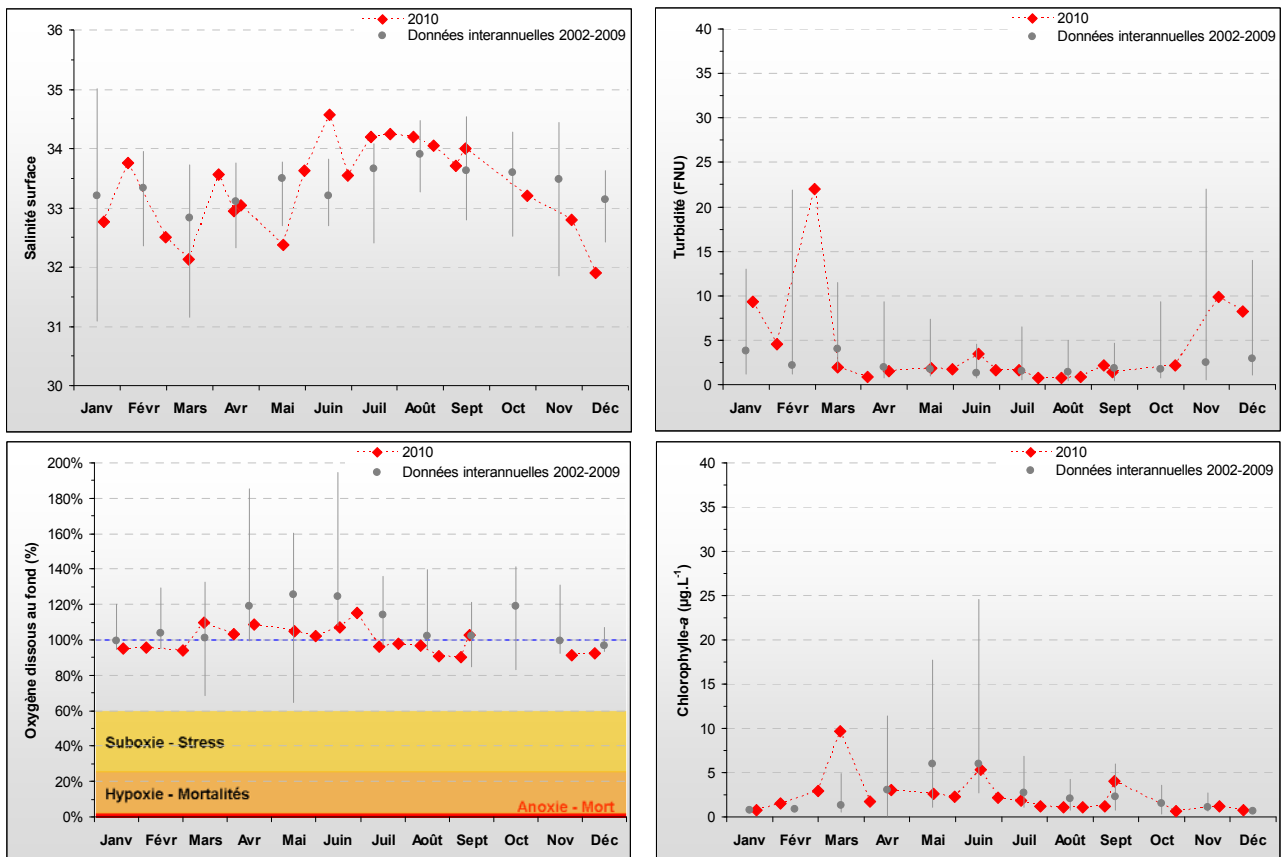 2010
Données interannuelles 2002-2009
Salinité surface
36
35
34
33
32
31
30
Janv Févr Mars Avr Mai Juin Juil Août Sept Oct Nov Déc
2010
Données interannuelles 2002-2009
Turbidité (FNU)
40
35
30
25
20
15
10
5
0
Janv Févr Mars Avr Mai Juin Juil Août Sept Oct Nov Déc
2010
Données interannuelles 2002-2009
Oxygène dissous au fond (%)
200%
180%
160%
140%
120%
100%
80%
60%
40%
20%
0%
Suboxie - Stress
Hypoxie - Mortalités
Anoxie - Mort
Janv Févr Mars Avr Mai Juin Juil Août Sept Oct Nov Déc
2010
Données interannuelles 2002-2009
Chlorophylle-a (µg.L⁻¹)
40
35
30
25
20
15
10
5
0
Janv Févr Mars Avr Mai Juin Juil Août Sept Oct Nov Déc